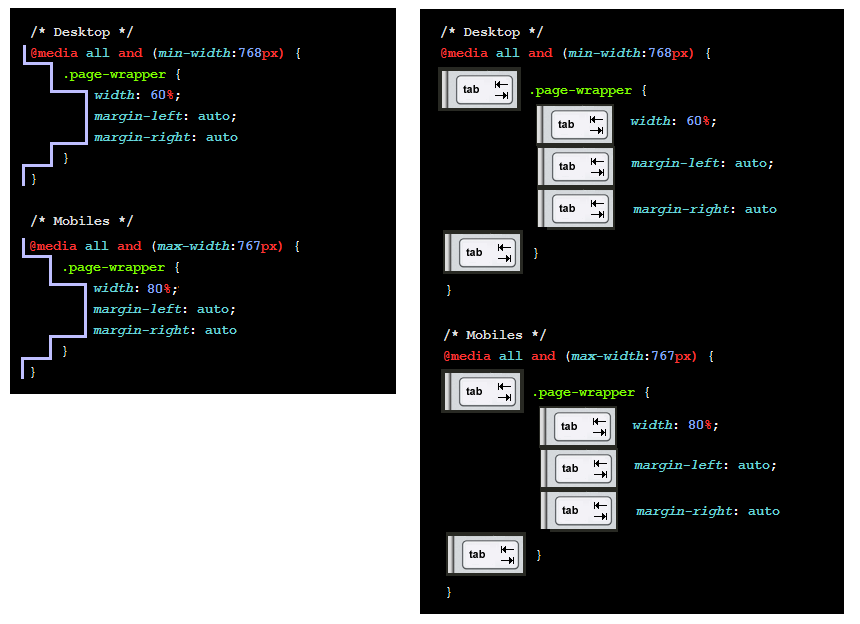 /* Desktop */
@media all and (min-width:768px) {
.page-wrapper {
width: 60%;
margin-left: auto;
margin-right: auto
}
}
/* Mobiles */
@media all and (max-width:767px) {
.page-wrapper {
width: 80%;
margin-left: auto;
margin-right: auto
}
}
/* Desktop */
@media all and (min-width:768px) {
tab .page-wrapper {
tab width: 60%;
tab margin-left: auto;
tab margin-right: auto
tab }
}
/* Mobiles */
@media all and (max-width:767px) {
tab .page-wrapper {
tab width: 80%;
tab margin-left: auto;
tab margin-right: auto
tab }
}